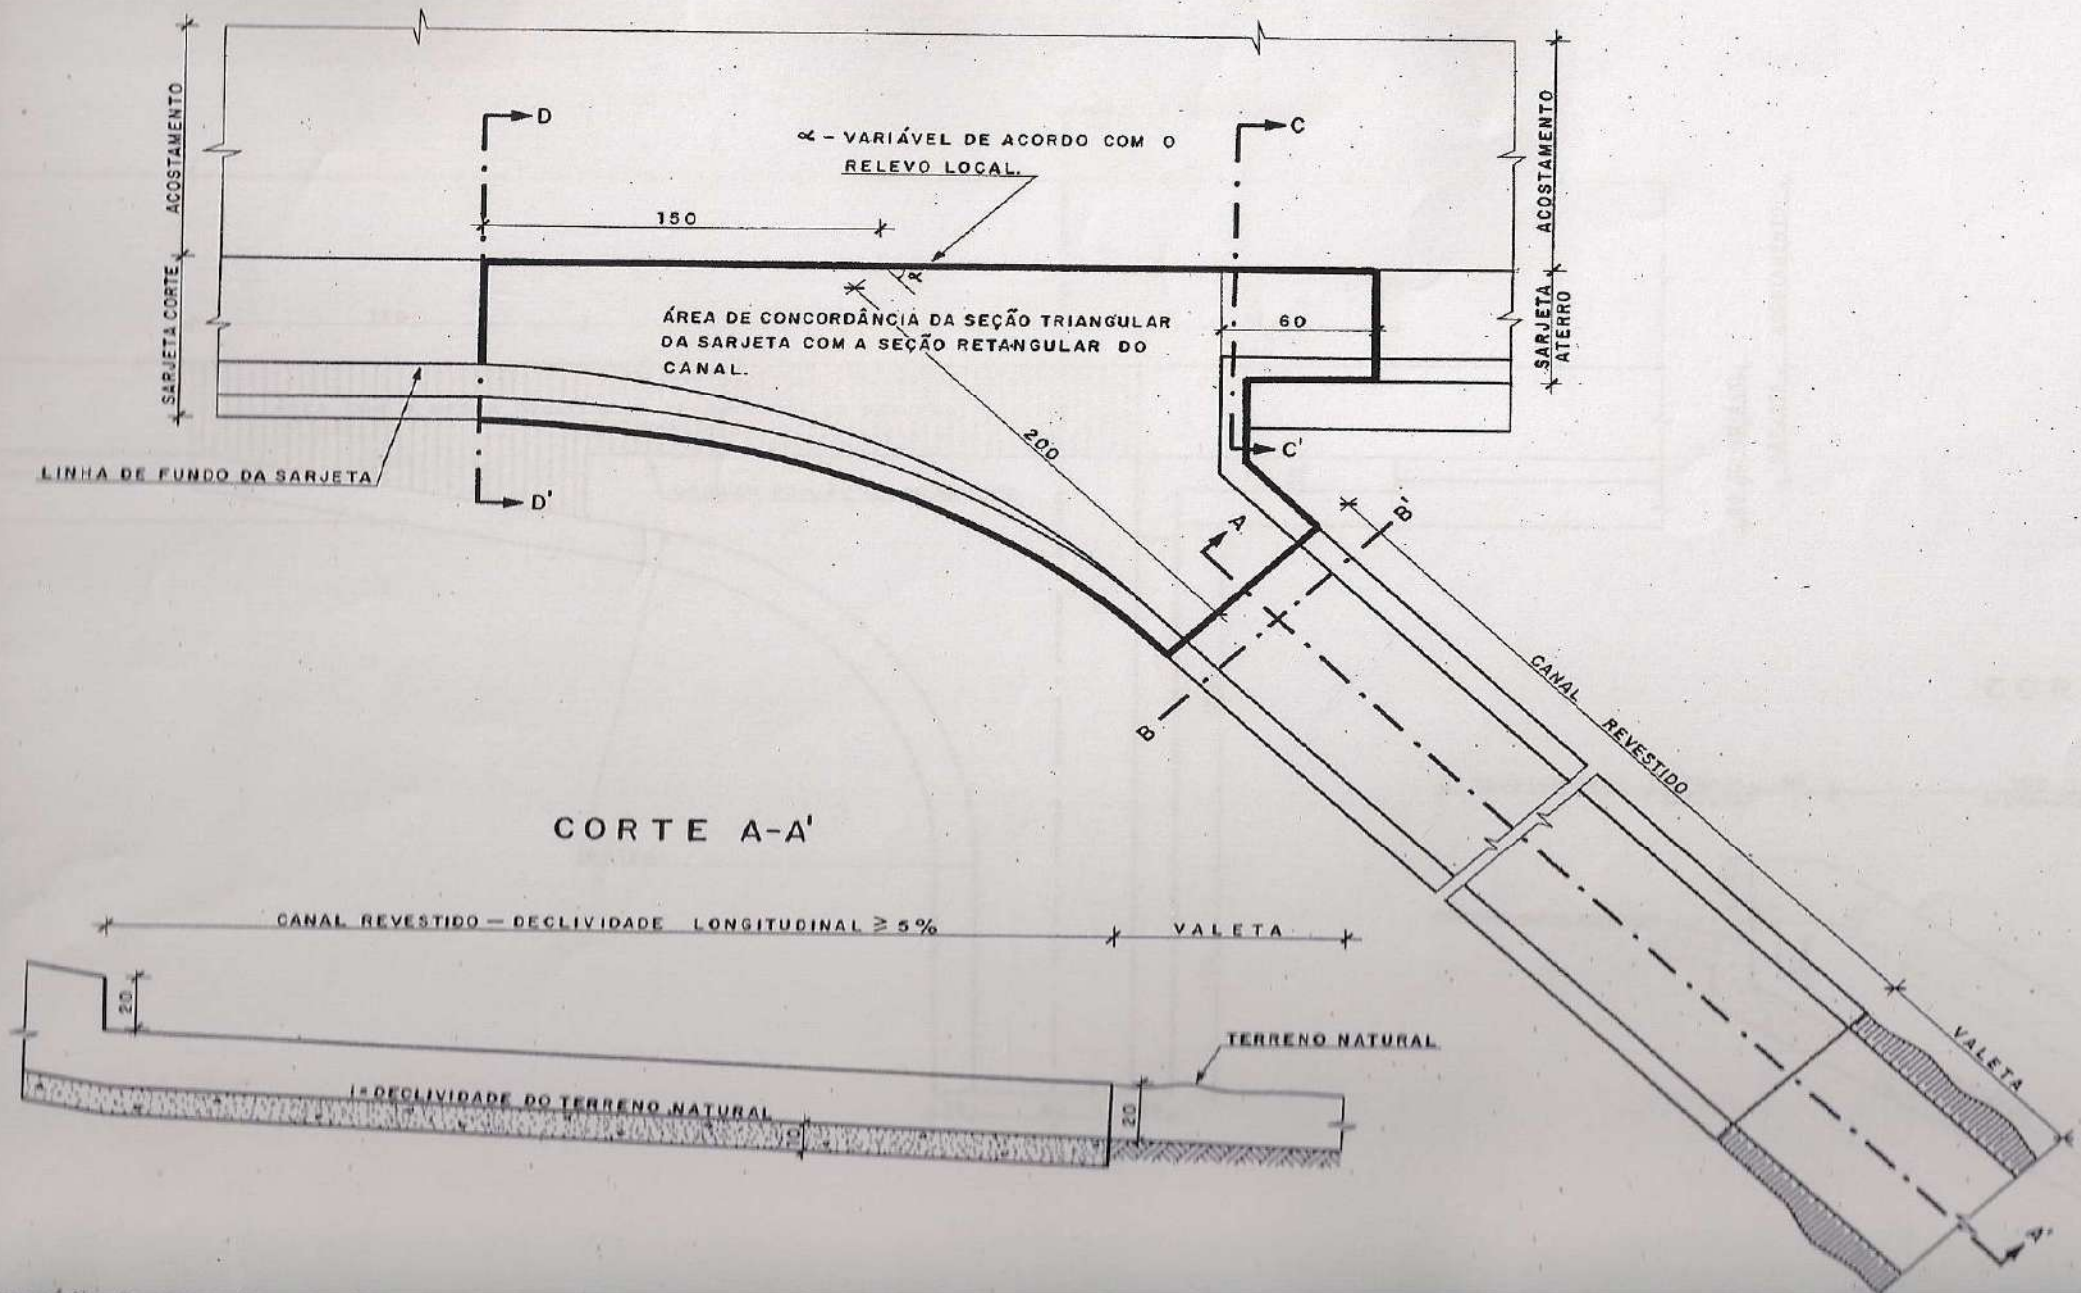 ACOSTAMENTO
SARJETA CORTE
D
α - VARIÁVEL DE ACORDO COM O
RELEVO LOCAL.
C
ACOSTAMENTO
SARJETA
ATERRO
150
α
ÁREA DE CONCORDÂNCIA DA SEÇÃO TRIANGULAR
DA SARJETA COM A SEÇÃO RETANGULAR DO
CANAL.
60
200
C'
LINHA DE FUNDO DA SARJETA
D'
A
B'
B
CANAL REVESTIDO
VALETA
A'
CORTE A-A'
CANAL REVESTIDO — DECLIVIDADE LONGITUDINAL ≥ 5%
VALETA
20
TERRENO NATURAL
I= DECLIVIDADE DO TERRENO NATURAL
10
20